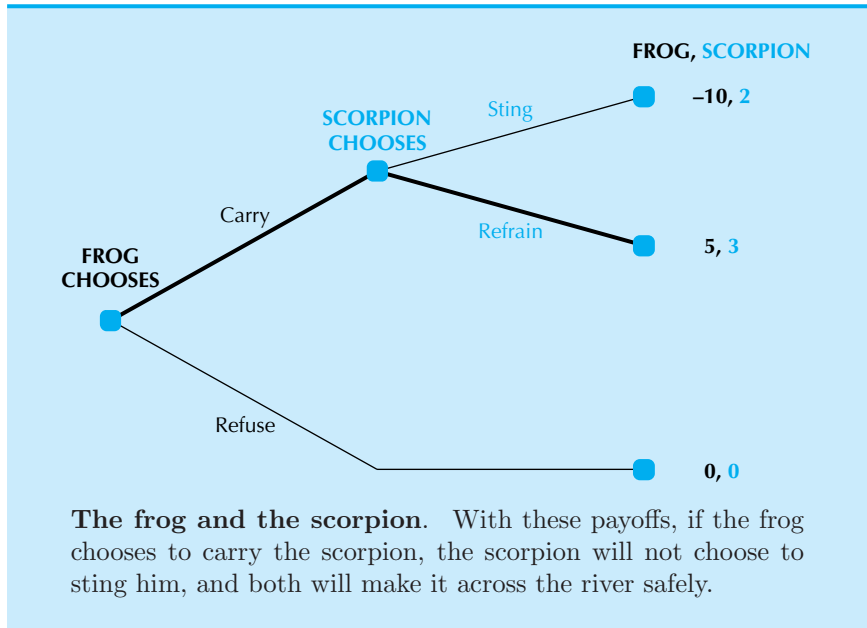 FROG, SCORPION
–10, 2
Sting
SCORPION
CHOOSES
Carry
Refrain
5, 3
FROG
CHOOSES
Refuse
0, 0
The frog and the scorpion. With these payoffs, if the frog
chooses to carry the scorpion, the scorpion will not choose to
sting him, and both will make it across the river safely.